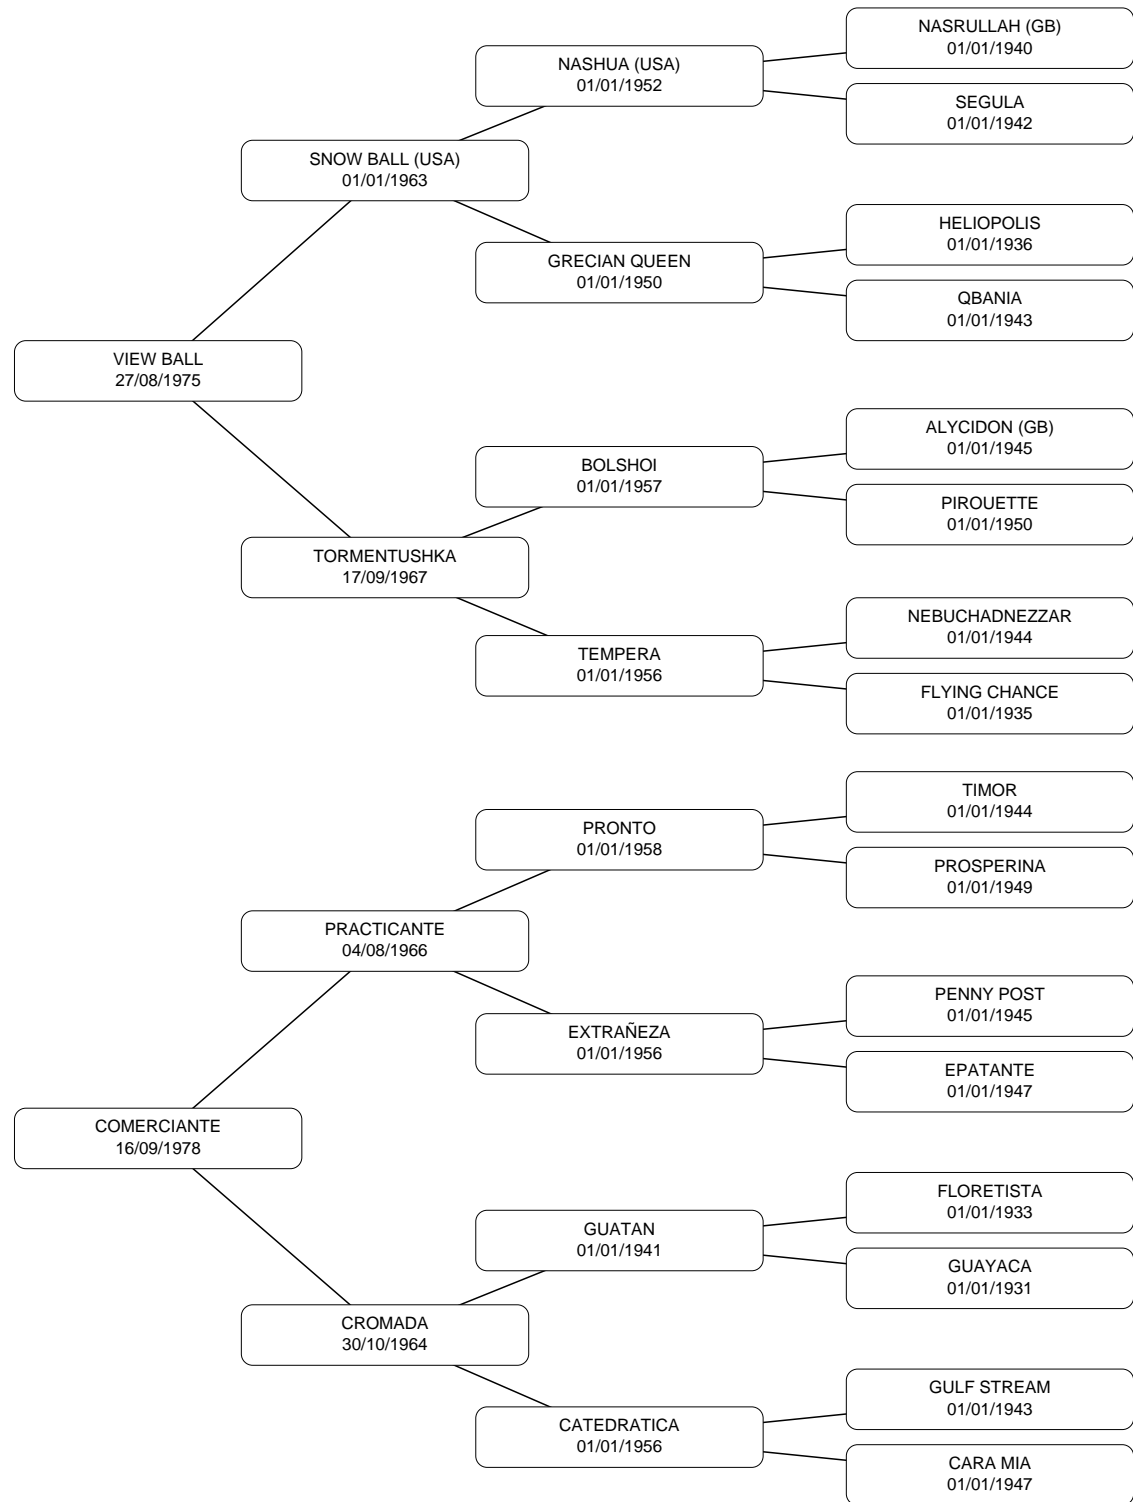 NASRULLAH (GB)
01/01/1940
NASHUA (USA)
01/01/1952
SEGULA
01/01/1942
SNOW BALL (USA)
01/01/1963
HELIOPOLIS
01/01/1936
GRECIAN QUEEN
01/01/1950
QBANIA
01/01/1943
VIEW BALL
27/08/1975
ALYCIDON (GB)
01/01/1945
BOLSHOI
01/01/1957
PIROUETTE
01/01/1950
TORMENTUSHKA
17/09/1967
NEBUCHADNEZZAR
01/01/1944
TEMPERA
01/01/1956
FLYING CHANCE
01/01/1935
TIMOR
01/01/1944
PRONTO
01/01/1958
PROSPERINA
01/01/1949
PRACTICANTE
04/08/1966
PENNY POST
01/01/1945
EXTRAÑEZA
01/01/1956
EPATANTE
01/01/1947
COMERCIANTE
16/09/1978
FLORETISTA
01/01/1933
GUATAN
01/01/1941
GUAYACA
01/01/1931
CROMADA
30/10/1964
GULF STREAM
01/01/1943
CATEDRATICA
01/01/1956
CARA MIA
01/01/1947